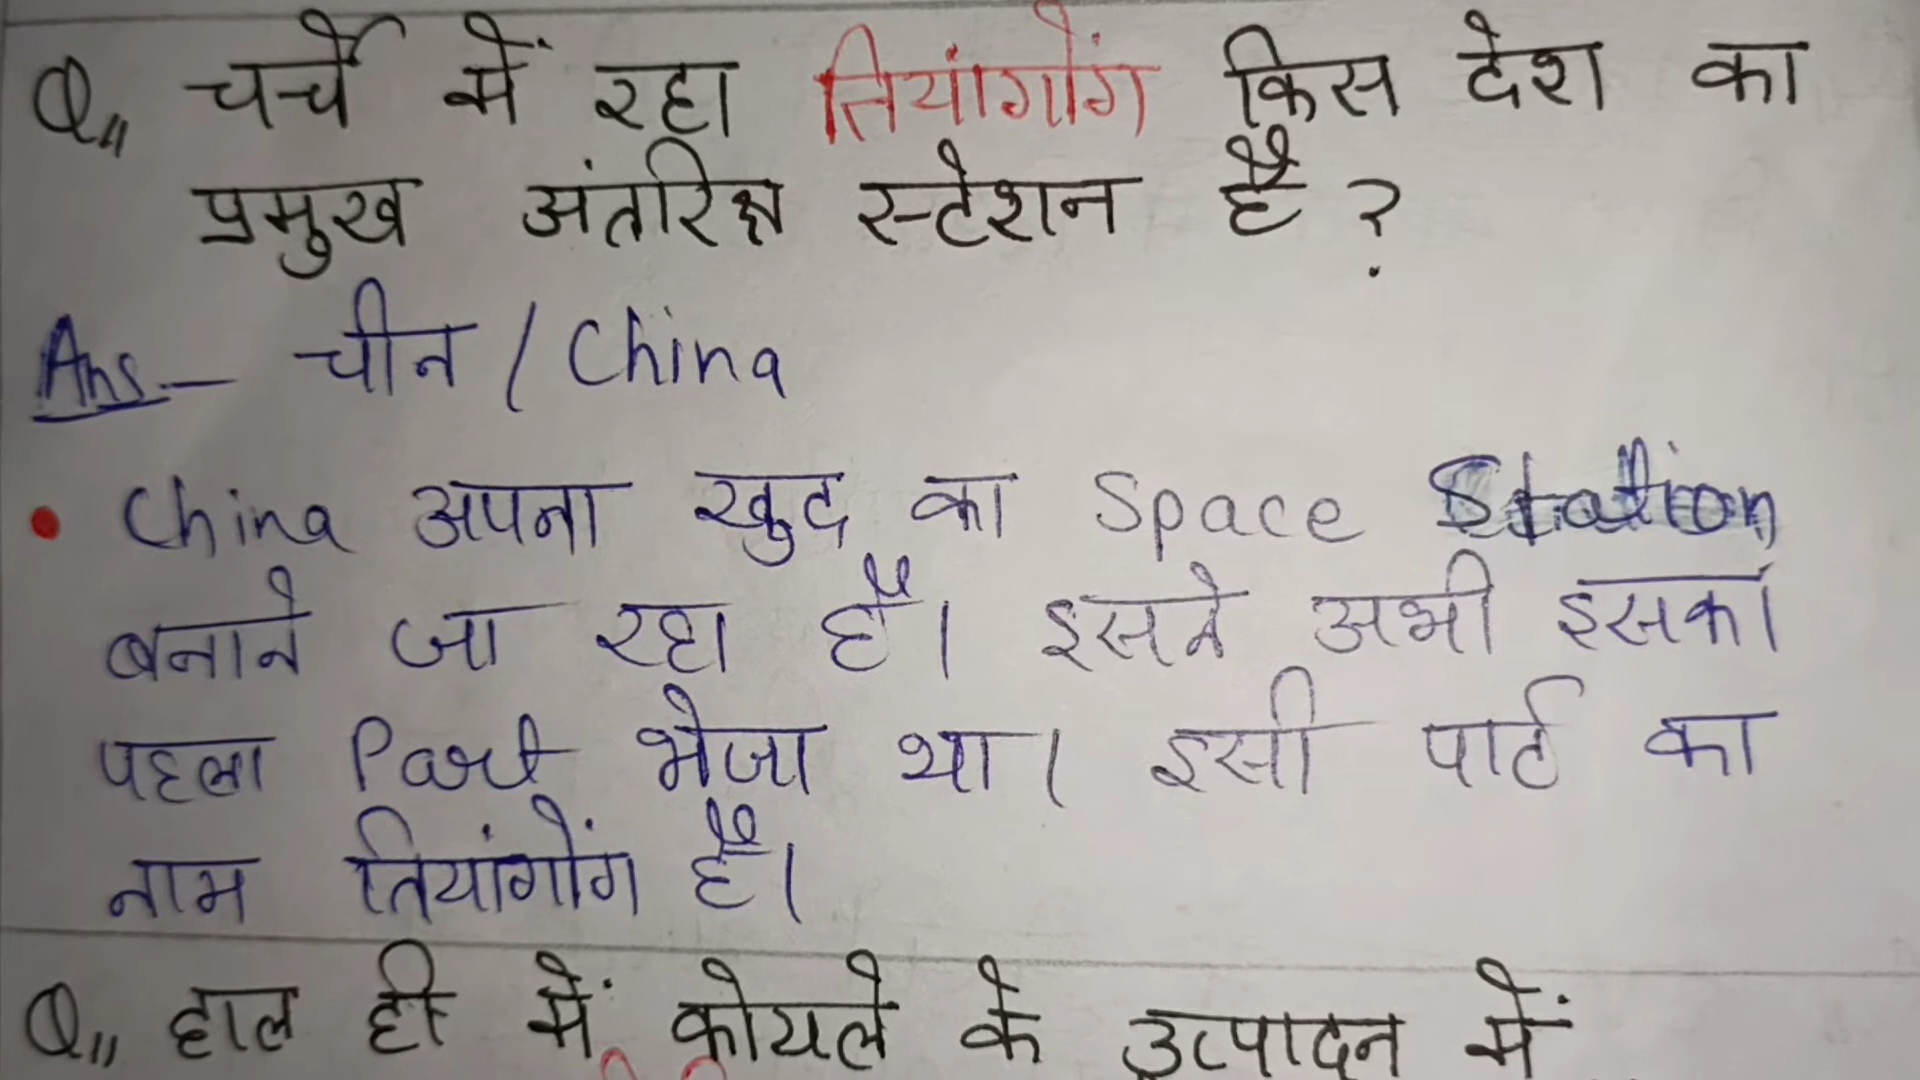 Q,, चर्चे में रहा तियांगोंग किस देश का
प्रमुख अंतरिक्ष स्टेशन है ?
Ans – चीन / China
• China अपना खुद का Space Station
बनाने जा रहा है। इसने अभी इसका
पहला Part भेजा था। इसी पार्ट का
नाम तियांगोंग है।
Q,, हाल ही में कोयले के उत्पादन में